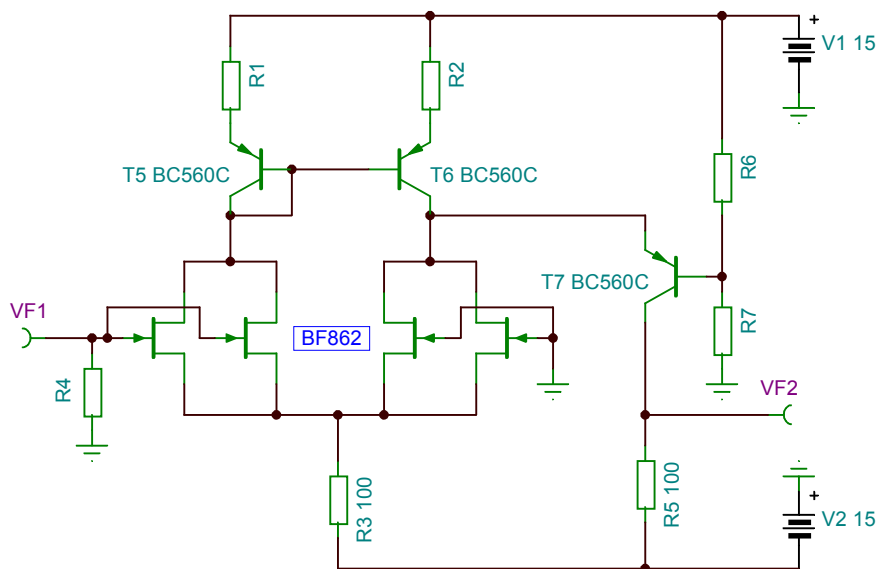 V1 15
+
R1
R2
T5 BC560C
T6 BC560C
R6
T7 BC560C
VF1
BF862
R7
R4
VF2
R3 100
R5 100
+
V2 15